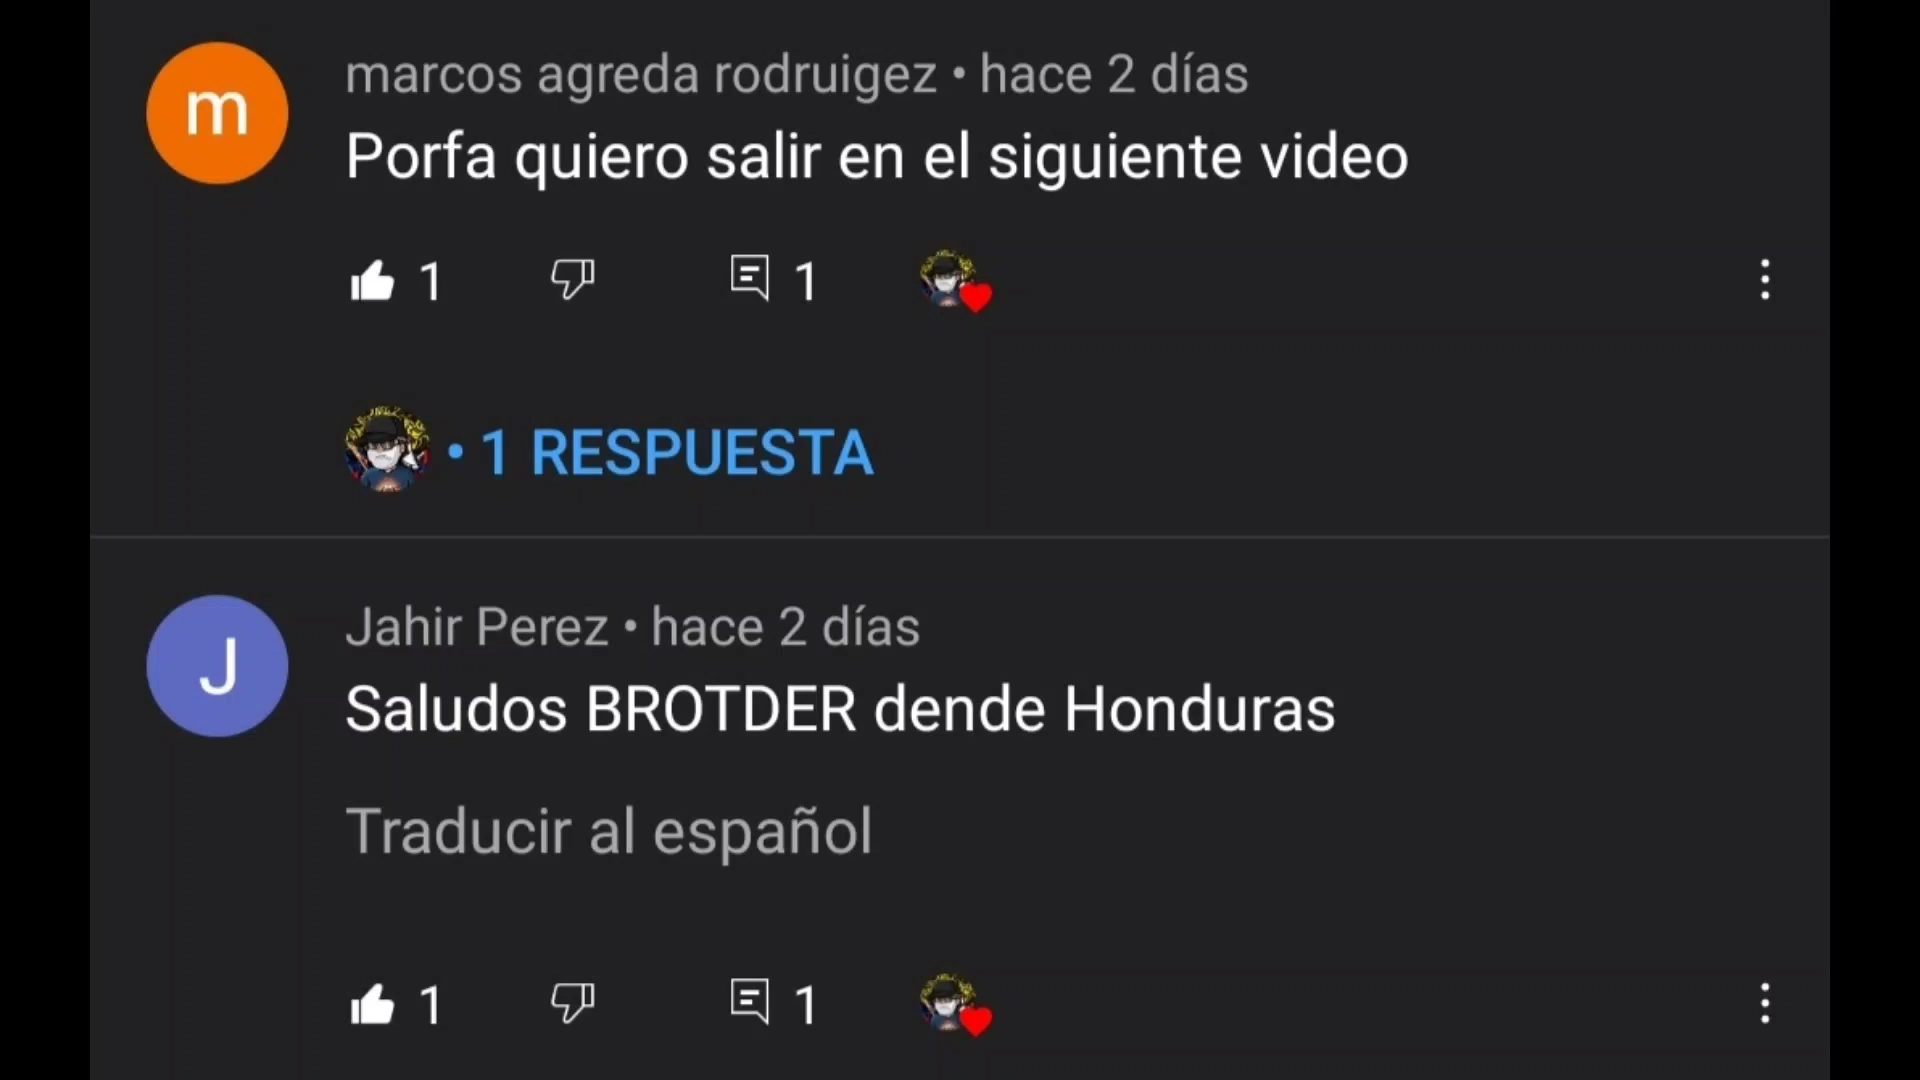 m
marcos agreda rodruigez • hace 2 días
Porfa quiero salir en el siguiente video
1 1
• 1 RESPUESTA
J
Jahir Perez • hace 2 días
Saludos BROTDER dende Honduras
Traducir al español
1 1